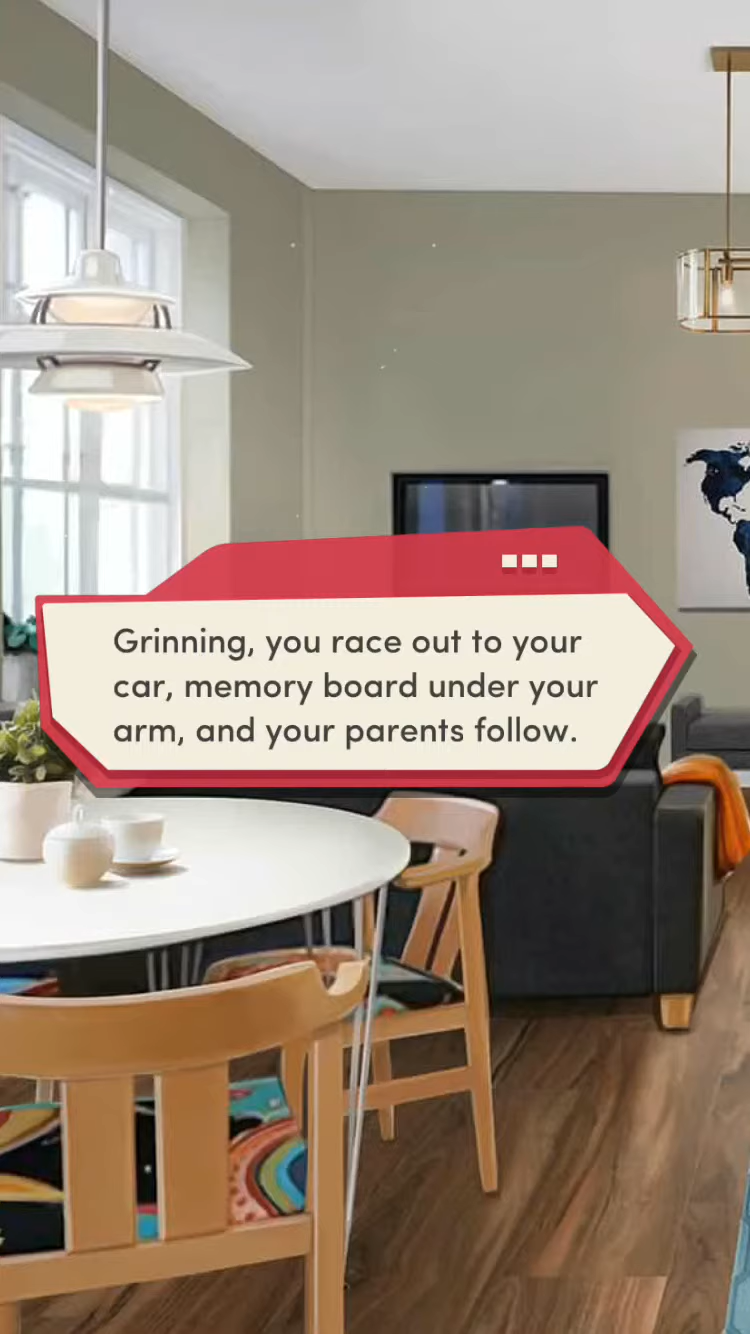 Grinning, you race out to your
car, memory board under your
arm, and your parents follow.